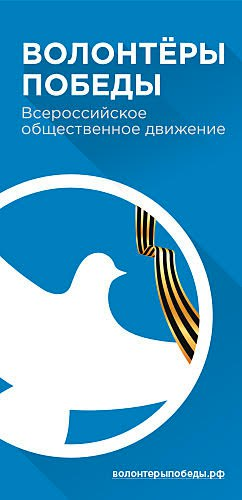 ВОЛОНТЁРЫ
ПОБЕДЫ
Всероссийское
общественное движение
волонтерыпобеды.рф